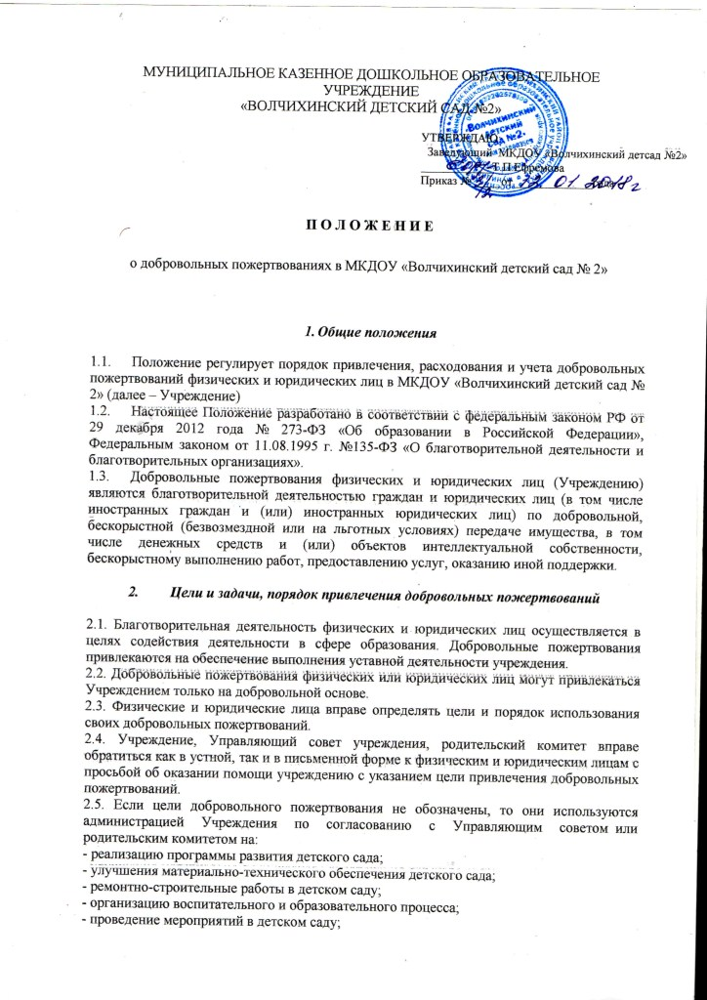 МУНИЦИПАЛЬНОЕ КАЗЕННОЕ ДОШКОЛЬНОЕ ОБРАЗОВАТЕЛЬНОЕ
УЧРЕЖДЕНИЕ
«ВОЛЧИХИНСКИЙ ДЕТСКИЙ САД №2»
Волчихинский
детский
сад №2
УТВЕРЖДАЮ
Заведующий МКДОУ «Волчихинский детсад №2»
Т.П.Ефремова
Приказ № от 01 2018 г
П О Л О Ж Е Н И Е
о добровольных пожертвованиях в МКДОУ «Волчихинский детский сад № 2»
1. Общие положения
1.1. Положение регулирует порядок привлечения, расходования и учета добровольных
пожертвований физических и юридических лиц в МКДОУ «Волчихинский детский сад №
2» (далее – Учреждение)
1.2. Настоящее Положение разработано в соответствии с федеральным законом РФ от
29 декабря 2012 года № 273-ФЗ «Об образовании в Российской Федерации»,
Федеральным законом от 11.08.1995 г. №135-ФЗ «О благотворительной деятельности и
благотворительных организациях».
1.3. Добровольные пожертвования физических и юридических лиц (Учреждению)
являются благотворительной деятельностью граждан и юридических лиц (в том числе
иностранных граждан и (или) иностранных юридических лиц) по добровольной,
бескорыстной (безвозмездной или на льготных условиях) передаче имущества, в том
числе денежных средств и (или) объектов интеллектуальной собственности,
бескорыстному выполнению работ, предоставлению услуг, оказанию иной поддержки.
2. Цели и задачи, порядок привлечения добровольных пожертвований
2.1. Благотворительная деятельность физических и юридических лиц осуществляется в
целях содействия деятельности в сфере образования. Добровольные пожертвования
привлекаются на обеспечение выполнения уставной деятельности учреждения.
2.2. Добровольные пожертвования физических или юридических лиц могут привлекаться
Учреждением только на добровольной основе.
2.3. Физические и юридические лица вправе определять цели и порядок использования
своих добровольных пожертвований.
2.4. Учреждение, Управляющий совет учреждения, родительский комитет вправе
обратиться как в устной, так и в письменной форме к физическим и юридическим лицам с
просьбой об оказании помощи учреждению с указанием цели привлечения добровольных
пожертвований.
2.5. Если цели добровольного пожертвования не обозначены, то они используются
администрацией Учреждения по согласованию с Управляющим советом или
родительским комитетом на:
- реализацию программы развития детского сада;
- улучшения материально-технического обеспечения детского сада;
- ремонтно-строительные работы в детском саду;
- организацию воспитательного и образовательного процесса;
- проведение мероприятий в детском саду;